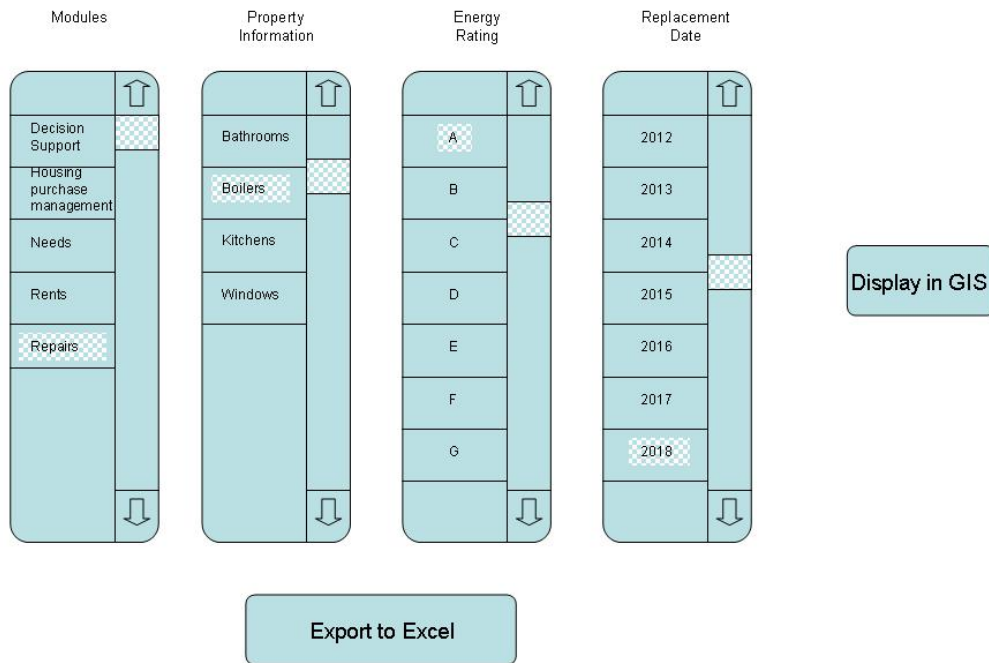 Modules
Property
Information
Energy
Rating
Replacement
Date
Decision
Support
Housing
purchase
management
Needs
Rents
Repairs
Bathrooms
Boilers
Kitchens
Windows
A
B
C
D
E
F
G
2012
2013
2014
2015
2016
2017
2018
Display in GIS
Export to Excel